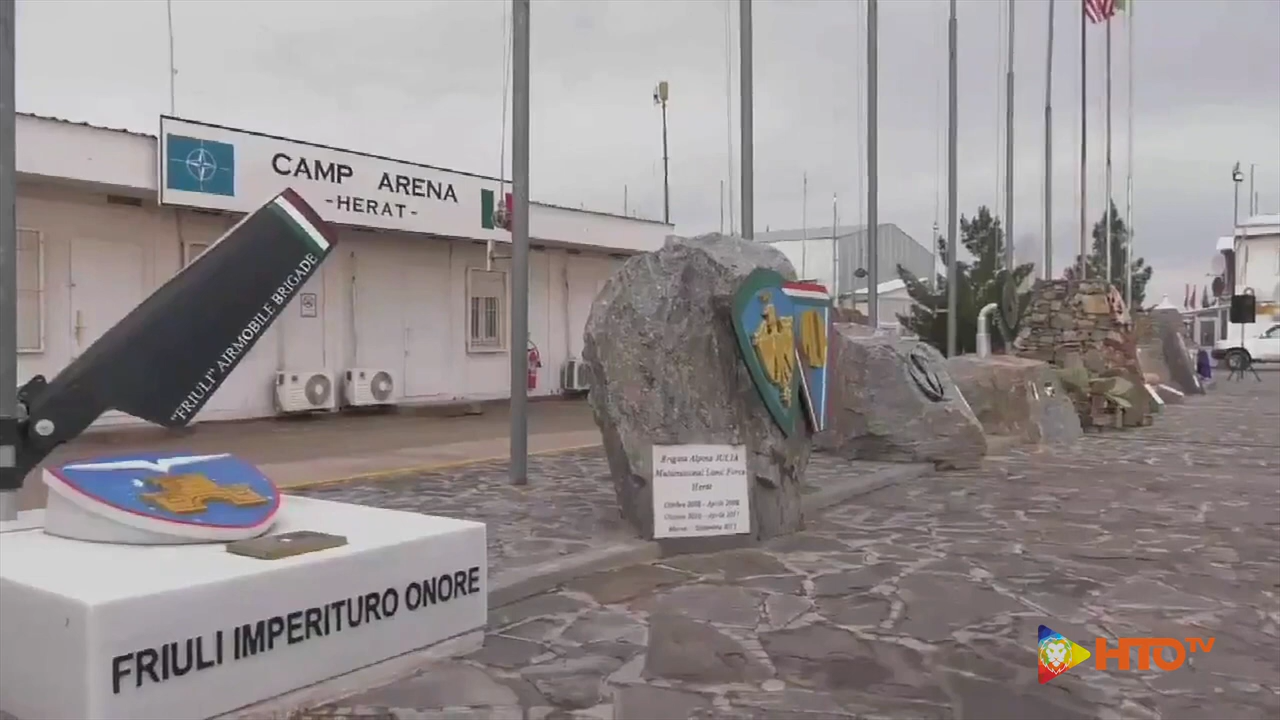 CAMP ARENA
-HERAT-
"FRIULI" AIRMOBILE BRIGADE
Brigata Alpina JULIA
Multinational Land Force
Herat
FRIULI IMPERITURO ONORE
HTO TV